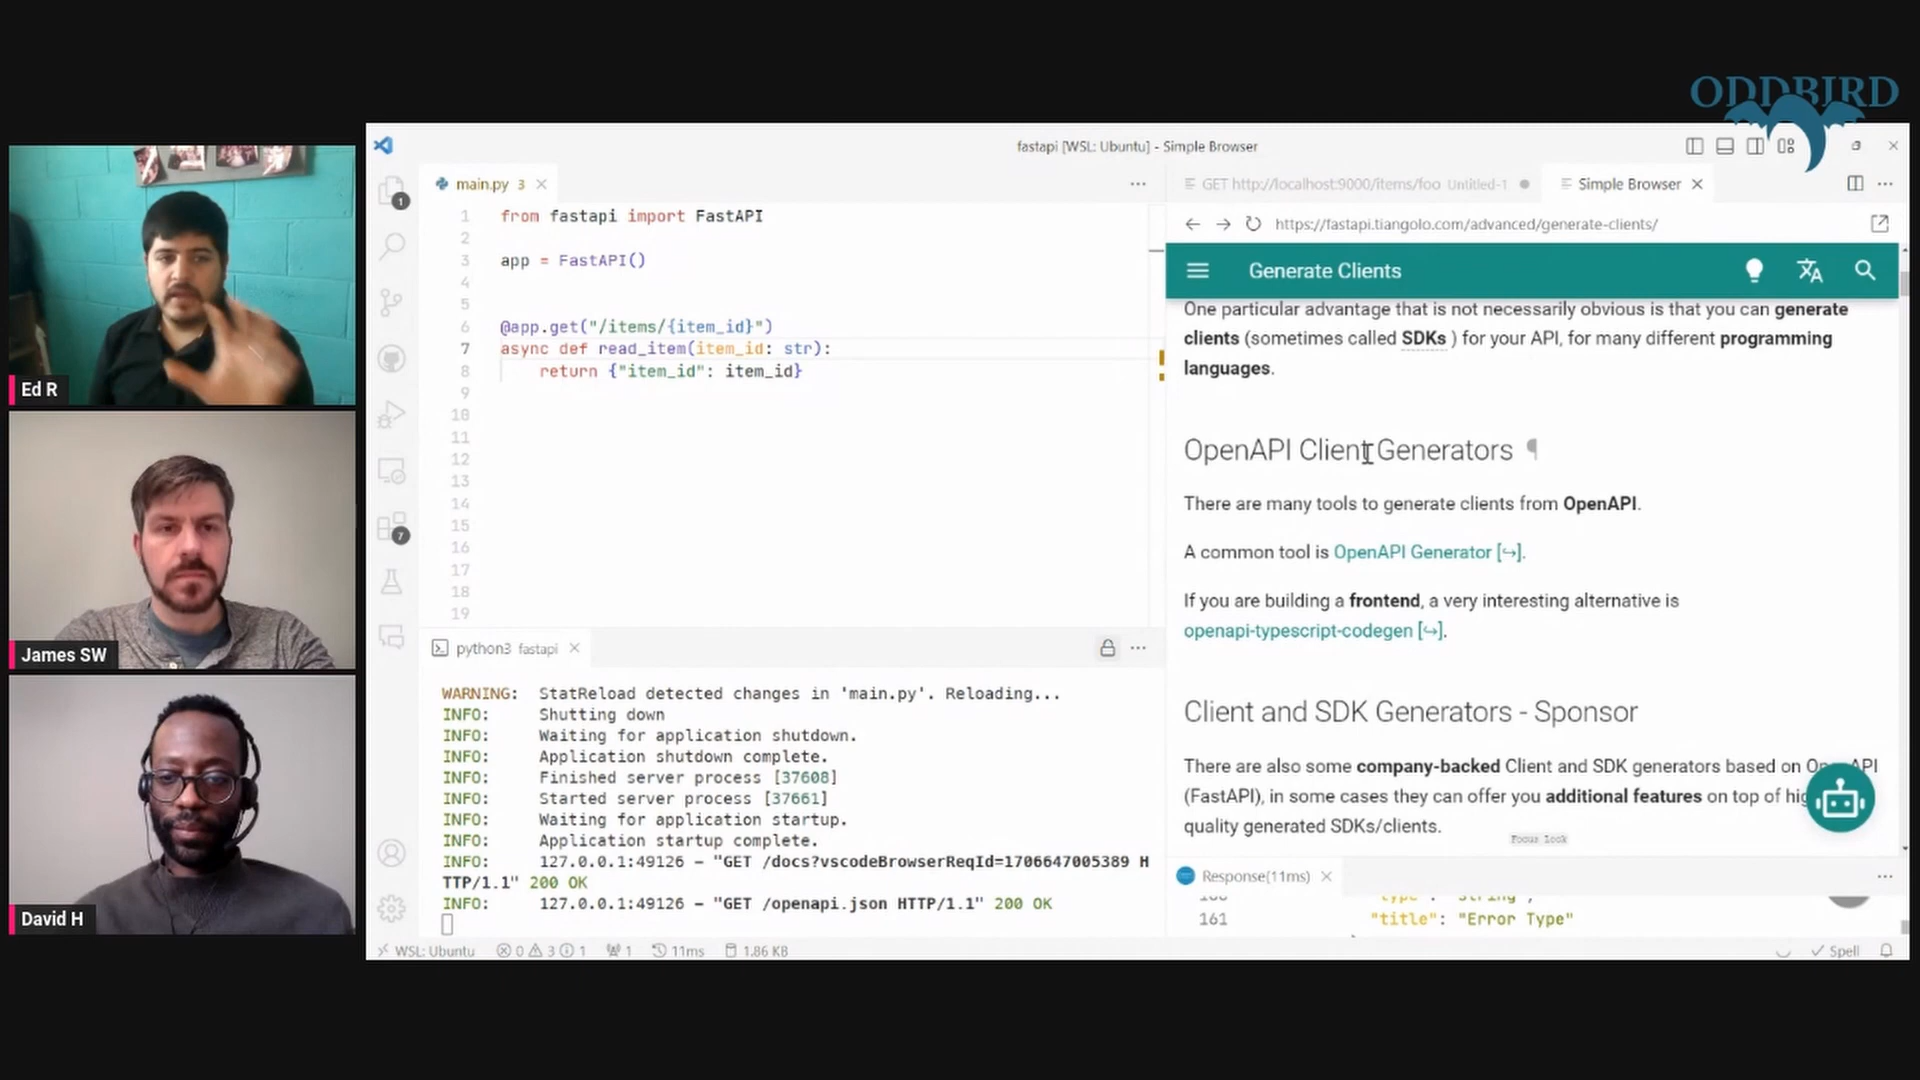 ODDBIRD
Ed R
James SW
David H
fastapi [WSL: Ubuntu] - Simple Browser
main.py 3
1 from fastapi import FastAPI
2
3 app = FastAPI()
4
5
6 @app.get("/items/{item_id}")
7 async def read_item(item_id: str):
8 return {"item_id": item_id}
9
10
11
12
13
14
15
16
17
18
19
1
7
python3 fastapi
WARNING: StatReload detected changes in 'main.py'. Reloading...
INFO: Shutting down
INFO: Waiting for application shutdown.
INFO: Application shutdown complete.
INFO: Finished server process [37608]
INFO: Started server process [37661]
INFO: Waiting for application startup.
INFO: Application startup complete.
INFO: 127.0.0.1:49126 – "GET /docs?vscodeBrowserReqId=1706647005389 H
TTP/1.1" 200 OK
INFO: 127.0.0.1:49126 – "GET /openapi.json HTTP/1.1" 200 OK
GET http://localhost:9000/items/foo Untitled-1
Simple Browser
https://fastapi.tiangolo.com/advanced/generate-clients/
Generate Clients
One particular advantage that is not necessarily obvious is that you can generate
clients (sometimes called SDKs ) for your API, for many different programming
languages.
OpenAPI Client Generators ¶
There are many tools to generate clients from OpenAPI.
A common tool is OpenAPI Generator [↪].
If you are building a frontend, a very interesting alternative is
openapi-typescript-codegen [↪].
Client and SDK Generators - Sponsor
There are also some company-backed Client and SDK generators based on OpenAPI
(FastAPI), in some cases they can offer you additional features on top of
quality generated SDKs/clients.
Focus look
Response(11ms)
161 "title": "Error Type"
WSL: Ubuntu 0 3 1 1 11ms 1.86 KB
Spell